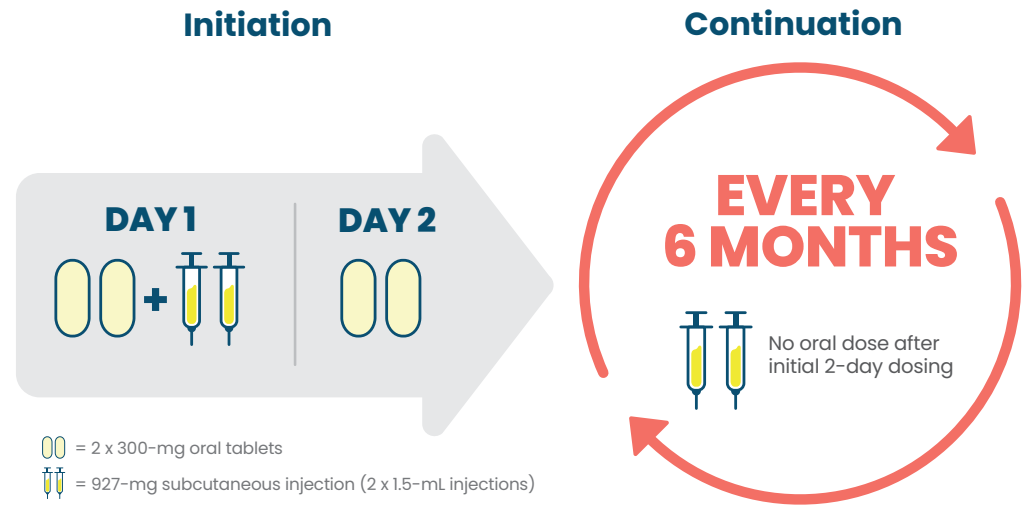 Initiation
DAY 1
+
DAY 2
= 2 x 300-mg oral tablets
= 927-mg subcutaneous injection (2 x 1.5-mL injections)
Continuation
EVERY
6 MONTHS
No oral dose after
initial 2-day dosing